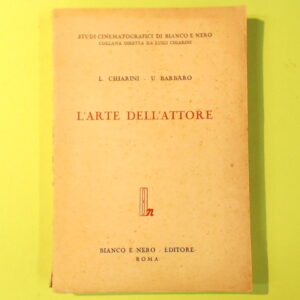 STUDI CINEMATOGRAFICI DI BIANCO E NERO
COLLANA DIRETTA DA LUIGI CHIARINI
L. CHIARINI - U. BARBARO
L'ARTE DELL'ATTORE
BIANCO E NERO - EDITORE
ROMA